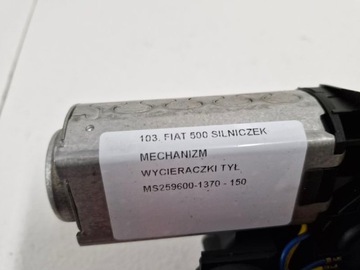 103. FIAT 500 SILNICZEK
MECHANIZM
WYCIERACZKI TYŁ
MS259600-1370 - 150